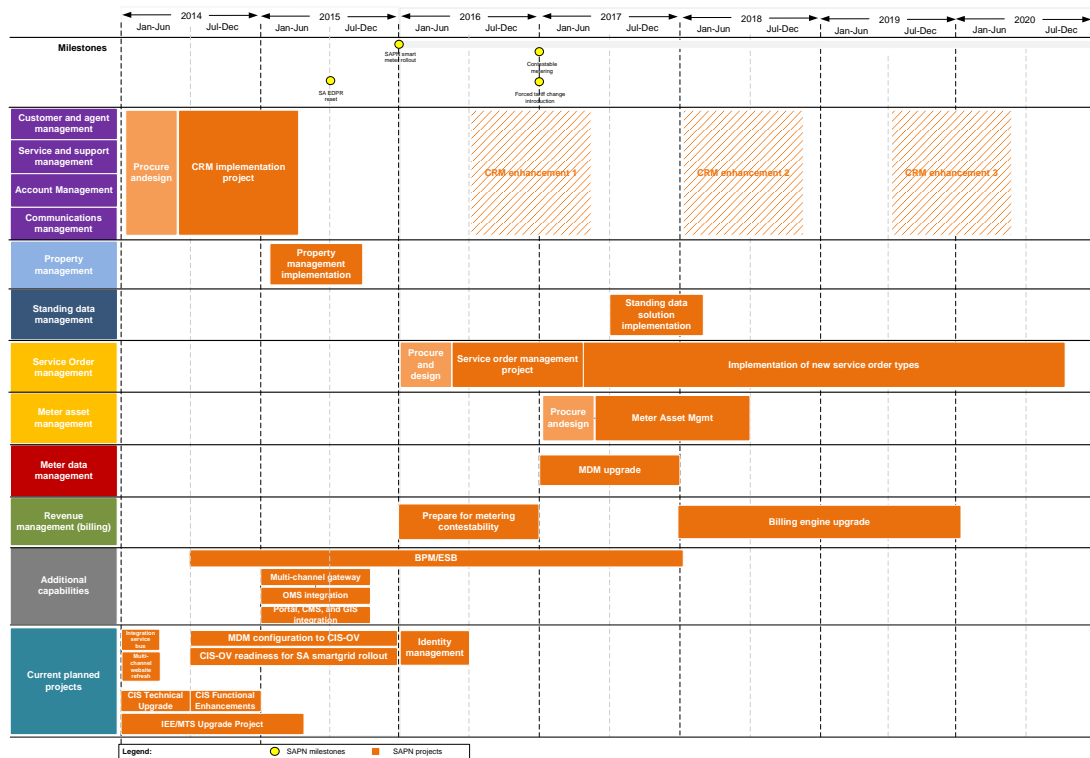 2014
2015
2016
2017
2018
2019
2020
Jan-Jun
Jul-Dec
Jan-Jun
Jul-Dec
Jan-Jun
Jul-Dec
Jan-Jun
Jul-Dec
Jan-Jun
Jul-Dec
Jan-Jun
Jul-Dec
Jan-Jun
Jul-Dec
Milestones
SAPN smart
meter rollout
Contestable
metering
SA EDPR
reset
Forced tariff change
introduction
Customer and agent
management
Service and support
management
Account Management
Communications
management
Procure
andesign
CRM implementation
project
CRM enhancement 1
CRM enhancement 2
CRM enhancement 3
Property
management
Property
management
implementation
Standing data
management
Standing data
solution
implementation
Service Order
management
Procure
and
design
Service order management
project
Implementation of new service order types
Meter asset
management
Procure
andesign
Meter Asset Mgmt
Meter data
management
MDM upgrade
Revenue
management (billing)
Prepare for metering
contestability
Billing engine upgrade
Additional
capabilities
BPM/ESB
Multi-channel gateway
OMS integration
Portal, CMS, and GIS
integration
Current planned
projects
Integration
service
bus
MDM configuration to CIS-OV
Identity
management
Multi-
channel
website
refresh
CIS-OV readiness for SA smartgrid rollout
CIS Technical
Upgrade
CIS Functional
Enhancements
IEE/MTS Upgrade Project
Legend:
SAPN milestones
SAPN projects